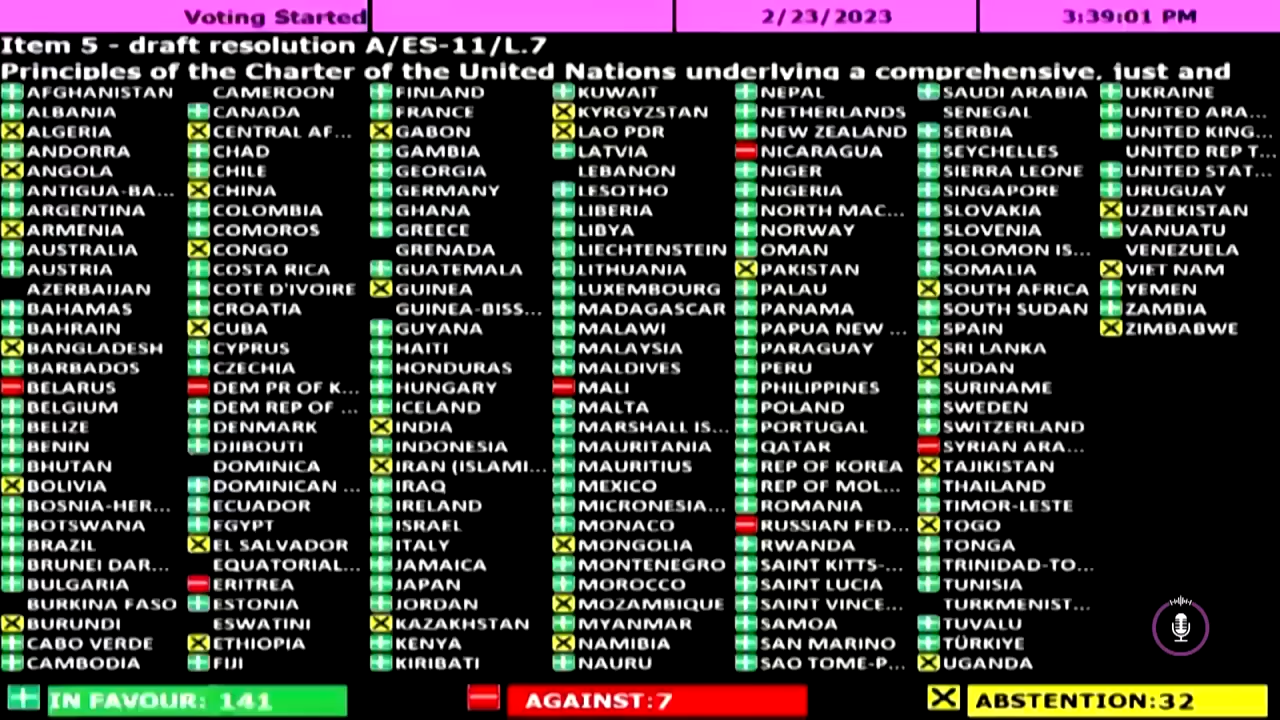 Voting Started 2/23/2023 3:39:01 PM
Item 5 - draft resolution A/ES-11/L.7
Principles of the Charter of the United Nations underlying a comprehensive, just and
AFGHANISTAN CAMEROON FINLAND KUWAIT NEPAL SAUDI ARABIA UKRAINE
ALBANIA CANADA FRANCE KYRGYZSTAN NETHERLANDS SENEGAL UNITED ARA...
ALGERIA CENTRAL AF... GABON LAO PDR NEW ZEALAND SERBIA UNITED KING...
ANDORRA CHAD GAMBIA LATVIA NICARAGUA SEYCHELLES UNITED REP T...
ANGOLA CHILE GEORGIA LEBANON NIGER SIERRA LEONE UNITED STAT...
ANTIGUA-BA... CHINA GERMANY LESOTHO NIGERIA SINGAPORE URUGUAY
ARGENTINA COLOMBIA GHANA LIBERIA NORTH MAC... SLOVAKIA UZBEKISTAN
ARMENIA COMOROS GREECE LIBYA NORWAY SLOVENIA VANUATU
AUSTRALIA CONGO GRENADA LIECHTENSTEIN OMAN SOLOMON IS... VENEZUELA
AUSTRIA COSTA RICA GUATEMALA LITHUANIA PAKISTAN SOMALIA VIET NAM
AZERBAIJAN COTE D'IVOIRE GUINEA LUXEMBOURG PALAU SOUTH AFRICA YEMEN
BAHAMAS CROATIA GUINEA-BISS... MADAGASCAR PANAMA SOUTH SUDAN ZAMBIA
BAHRAIN CUBA GUYANA MALAWI PAPUA NEW ... SPAIN ZIMBABWE
BANGLADESH CYPRUS HAITI MALAYSIA PARAGUAY SRI LANKA
BARBADOS CZECHIA HONDURAS MALDIVES PERU SUDAN
BELARUS DEM PR OF K... HUNGARY MALI PHILIPPINES SURINAME
BELGIUM DEM REP OF ... ICELAND MALTA POLAND SWEDEN
BELIZE DENMARK INDIA MARSHALL IS... PORTUGAL SWITZERLAND
BENIN DJIBOUTI INDONESIA MAURITANIA QATAR SYRIAN ARA...
BHUTAN DOMINICA IRAN (ISLAMI... MAURITIUS REP OF KOREA TAJIKISTAN
BOLIVIA DOMINICAN ... IRAQ MEXICO REP OF MOL... THAILAND
BOSNIA-HER... ECUADOR IRELAND MICRONESIA... ROMANIA TIMOR-LESTE
BOTSWANA EGYPT ISRAEL MONACO RUSSIAN FED... TOGO
BRAZIL EL SALVADOR ITALY MONGOLIA RWANDA TONGA
BRUNEI DAR... EQUATORIAL... JAMAICA MONTENEGRO SAINT KITTS-... TRINIDAD-TO...
BULGARIA ERITREA JAPAN MOROCCO SAINT LUCIA TUNISIA
BURKINA FASO ESTONIA JORDAN MOZAMBIQUE SAINT VINCE... TURKMENIST...
BURUNDI ESWATINI KAZAKHSTAN MYANMAR SAMOA TUVALU
CABO VERDE ETHIOPIA KENYA NAMIBIA SAN MARINO TÜRKIYE
CAMBODIA FIJI KIRIBATI NAURU SAO TOME-P... UGANDA
IN FAVOUR: 141 AGAINST:7 ABSTENTION:32